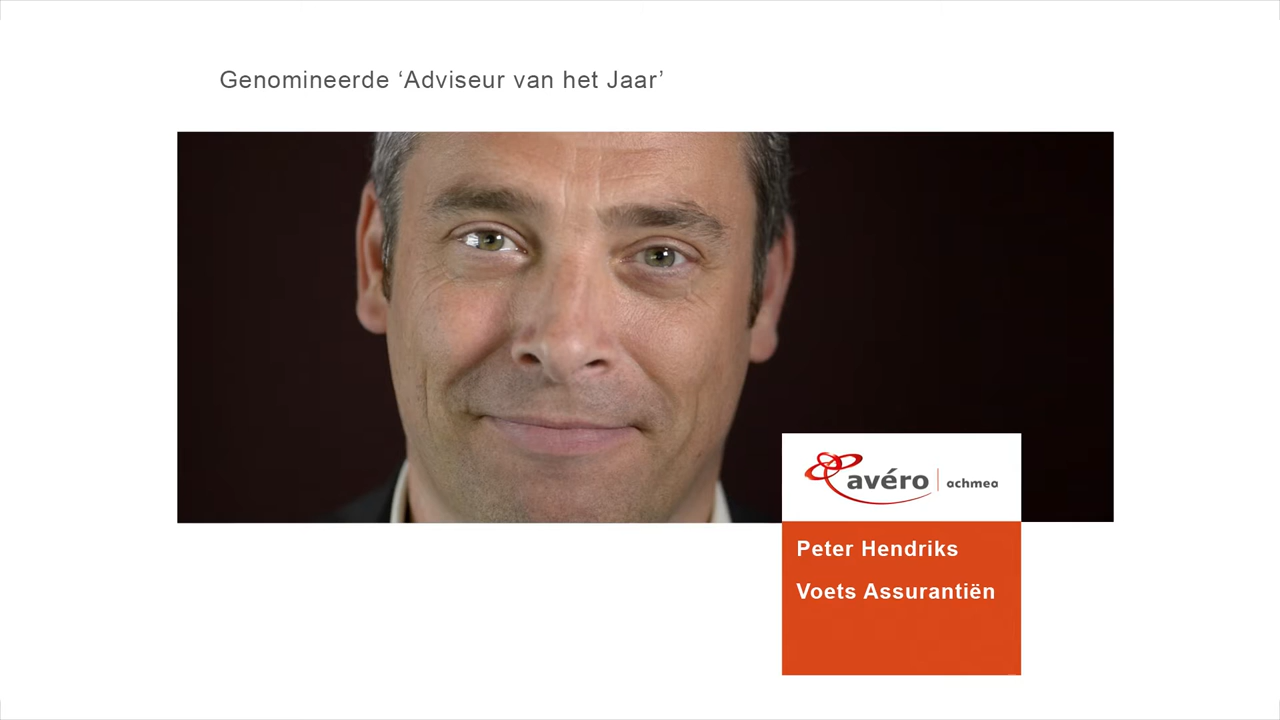 Genomineerde ‘Adviseur van het Jaar’
avéro | achmea
Peter Hendriks
Voets Assurantiën